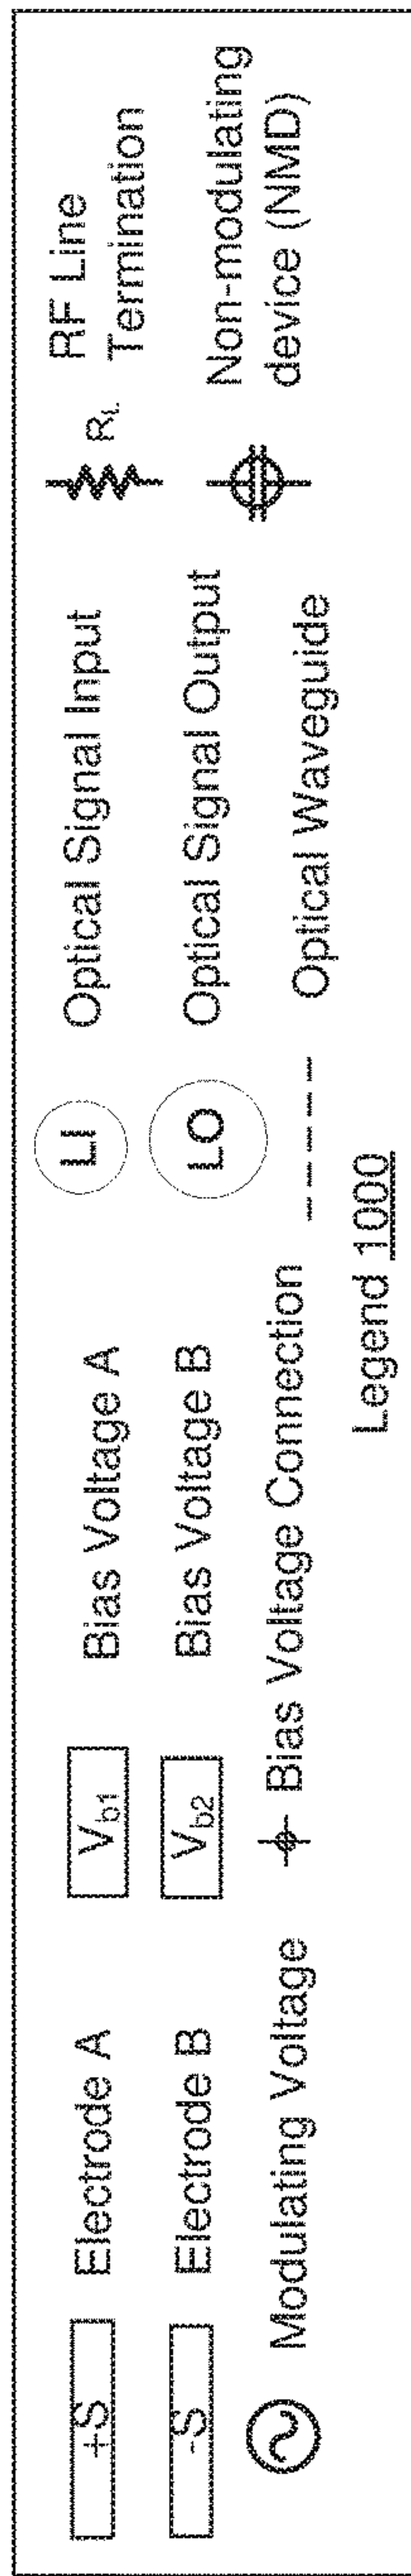 +S Electrode A
-S Electrode B
Modulating Voltage
V_b1 Bias Voltage A
V_b2 Bias Voltage B
Bias Voltage Connection
LI Optical Signal Input
LO Optical Signal Output
Optical Waveguide
R_L RF Line
Termination
Non-modulating
device (NMD)
Legend 1000